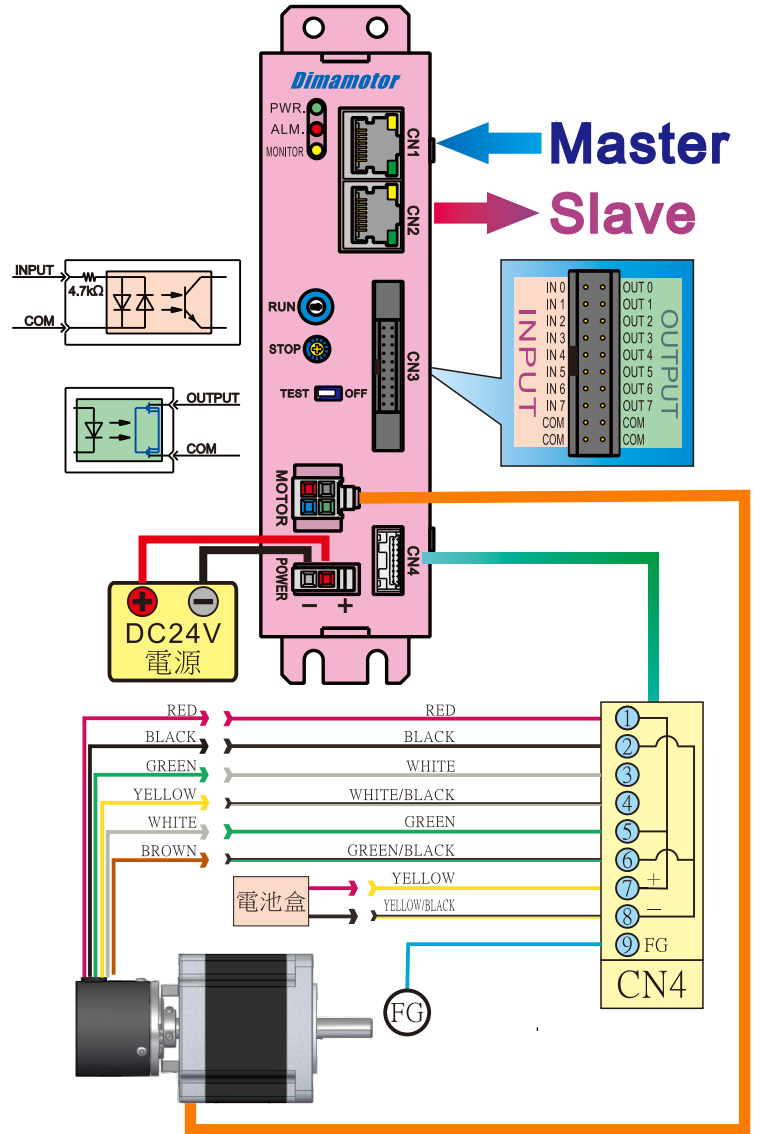 Dimamotor
PWR.
ALM.
MONITOR
CN1
CN2
Master
Slave
INPUT
4.7kΩ
COM
OUTPUT
COM
RUN
STOP
TEST OFF
CN3
INPUT
IN 0 OUT 0
IN 1 OUT 1
IN 2 OUT 2
IN 3 OUT 3
IN 4 OUT 4
IN 5 OUT 5
IN 6 OUT 6
IN 7 OUT 7
COM COM
COM COM
OUTPUT
MOTOR
CN4
POWER
− +
+ −
DC24V
電源
RED RED 1
BLACK BLACK 2
GREEN WHITE 3
YELLOW WHITE/BLACK 4
WHITE GREEN 5
BROWN GREEN/BLACK 6
電池盒
YELLOW 7 +
YELLOW/BLACK 8 −
9 FG
CN4
FG